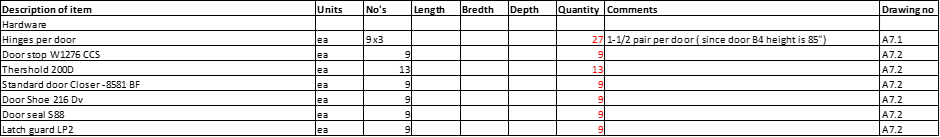 Description of item Units No's Length Bredth Depth Quantity Comments Drawing no
Hardware
Hinges per door ea 9x3 27 1-1/2 pair per door ( since door B4 height is 85") A7.1
Door stop W1276 CCS ea 9 9 A7.2
Thershold 200D ea 13 13 A7.2
Standard door Closer -8581 BF ea 9 9 A7.2
Door Shoe 216 Dv ea 9 9 A7.2
Door seal S88 ea 9 9 A7.2
Latch guard LP2 ea 9 9 A7.2